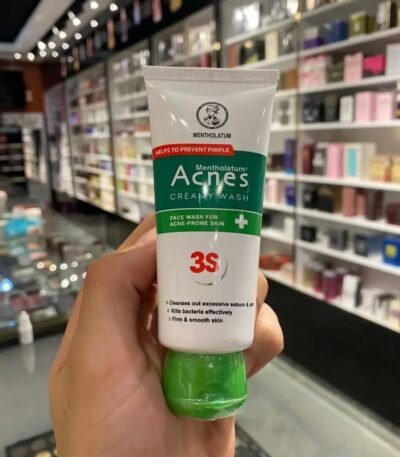 MENTHOLATUM
HELPS TO PREVENT PIMPLE
Mentholatum®
Acnes
CREAMY WASH
FACE WASH FOR
ACNE-PRONE SKIN
3S
Cleanses out excessive sebum &
Kills bacteria effectively
Firm & smooth skin